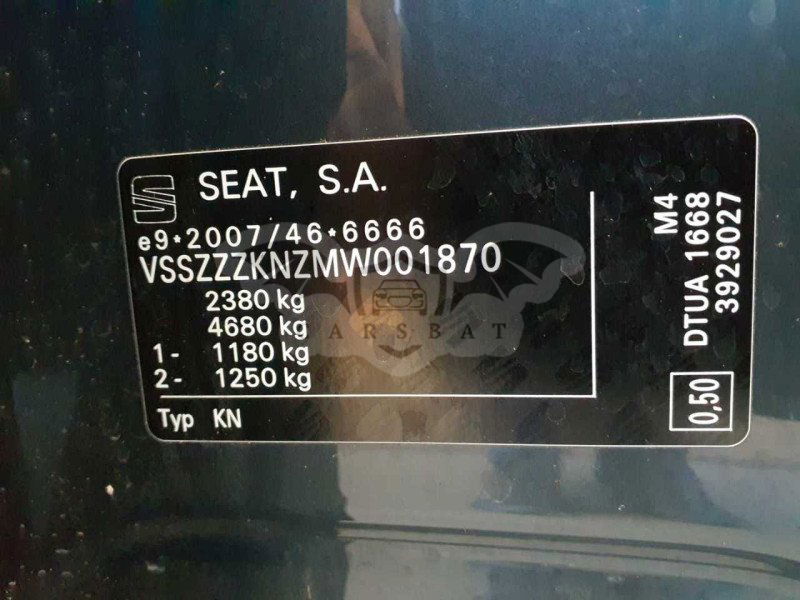 SEAT, S.A.
e9*2007/46*6666
VSSZZZKNZMW001870
2380 kg
4680 kg
1- 1180 kg
2- 1250 kg
Typ KN
M4
DTUA 1668
3929027
0,50
ARSBAT